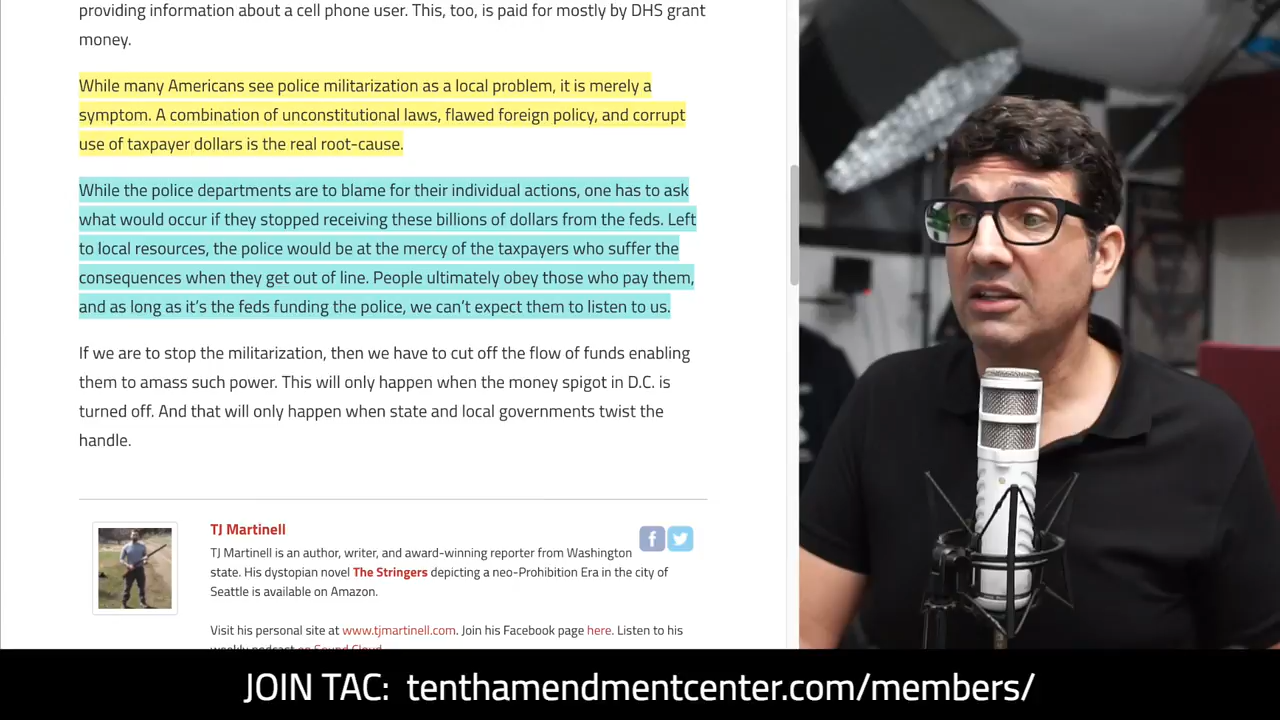 providing information about a cell phone user. This, too, is paid for mostly by DHS grant
money.
While many Americans see police militarization as a local problem, it is merely a
symptom. A combination of unconstitutional laws, flawed foreign policy, and corrupt
use of taxpayer dollars is the real root-cause.
While the police departments are to blame for their individual actions, one has to ask
what would occur if they stopped receiving these billions of dollars from the feds. Left
to local resources, the police would be at the mercy of the taxpayers who suffer the
consequences when they get out of line. People ultimately obey those who pay them,
and as long as it’s the feds funding the police, we can’t expect them to listen to us.
If we are to stop the militarization, then we have to cut off the flow of funds enabling
them to amass such power. This will only happen when the money spigot in D.C. is
turned off. And that will only happen when state and local governments twist the
handle.
TJ Martinell
TJ Martinell is an author, writer, and award-winning reporter from Washington
state. His dystopian novel The Stringers depicting a neo-Prohibition Era in the city of
Seattle is available on Amazon.
Visit his personal site at www.tjmartinell.com. Join his Facebook page here. Listen to his
weekly podcast on Sound Cloud.
JOIN TAC: tenthamendmentcenter.com/members/